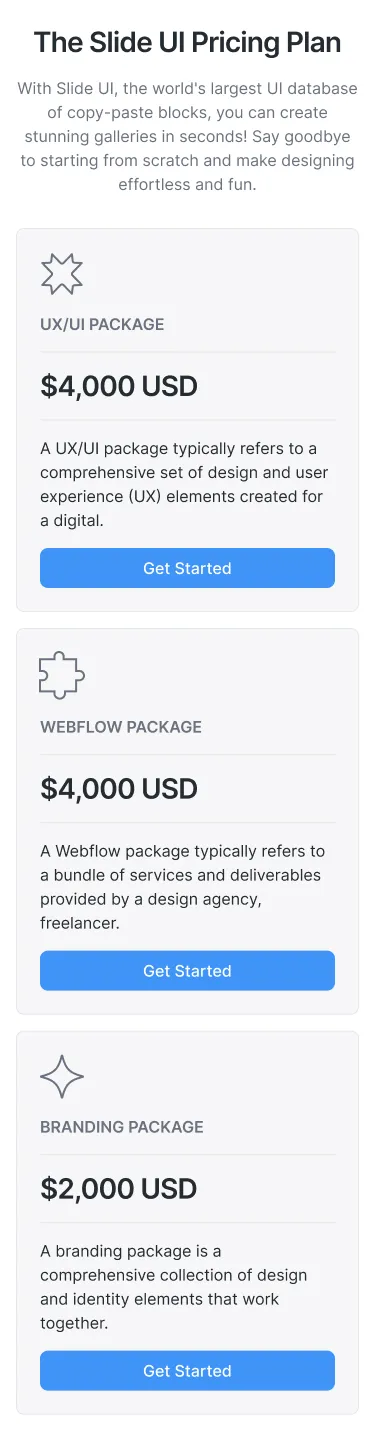 The Slide UI Pricing Plan
With Slide UI, the world's largest UI database
of copy-paste blocks, you can create
stunning galleries in seconds! Say goodbye
to starting from scratch and make designing
effortless and fun.
UX/UI PACKAGE
$4,000 USD
A UX/UI package typically refers to a
comprehensive set of design and user
experience (UX) elements created for
a digital.
Get Started
WEBFLOW PACKAGE
$4,000 USD
A Webflow package typically refers to
a bundle of services and deliverables
provided by a design agency,
freelancer.
Get Started
BRANDING PACKAGE
$2,000 USD
A branding package is a
comprehensive collection of design
and identity elements that work
together.
Get Started